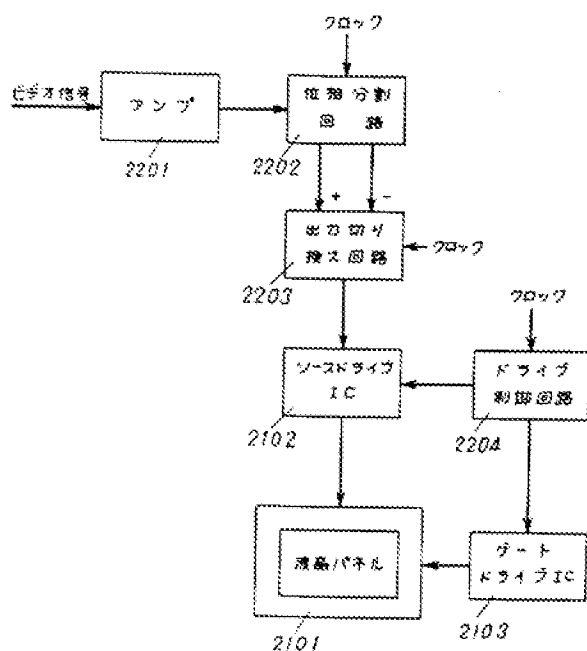 クロック
ビデオ信号
アンプ
位相分割
回路
2201
2202
+ -
出力切り
換え回路
クロック
2203
クロック
ソースドライブ
IC
ドライブ
制御回路
2102
2204
液晶パネル
ゲート
ドライブIC
2101
2103